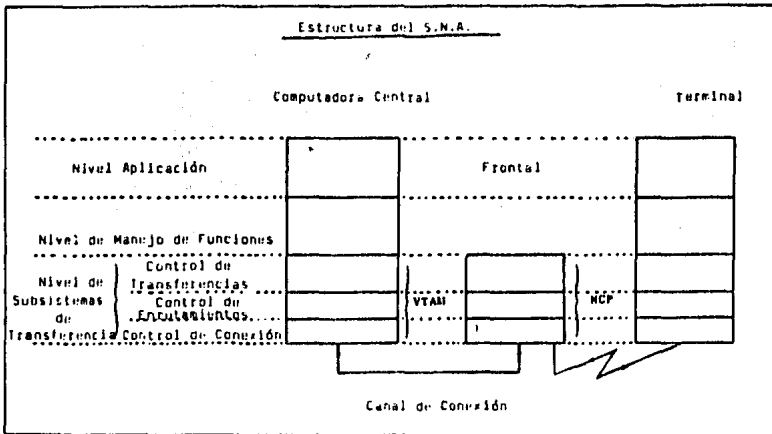 Estructura del S.N.A.
Computadora Central
Terminal
Nivel Aplicación
Frontal
Nivel de Manejo de Funciones
Nivel de Subsistemas de Transferencia
Control de Transferencias
Control de Enrutamientos
Control de Conexión
VTAM
NCP
Canal de Conexión